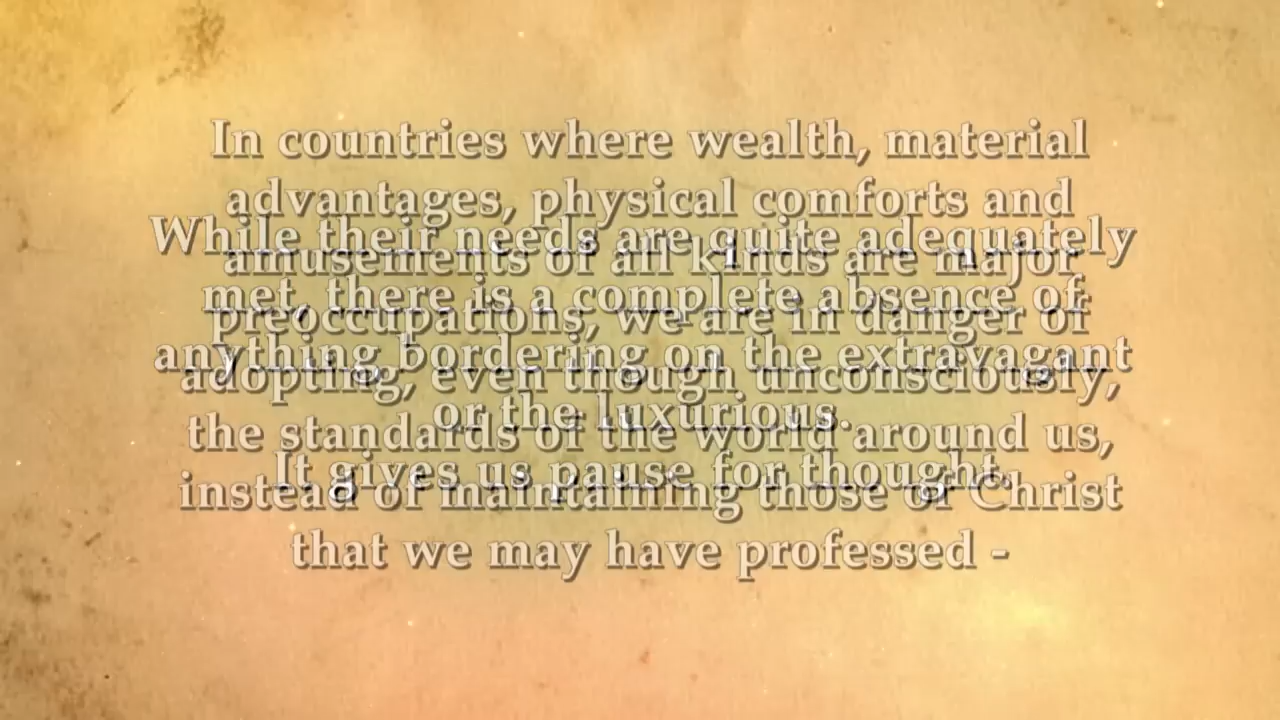 In countries where wealth, material
advantages, physical comforts and
amusements of all kinds are major
preoccupations, we are in danger of
adopting, even though unconsciously,
the standards of the world around us,
instead of maintaining those of Christ
that we may have professed -
While their needs are quite adequately
met, there is a complete absence of
anything bordering on the extravagant
or the luxurious.
It gives us pause for thought.